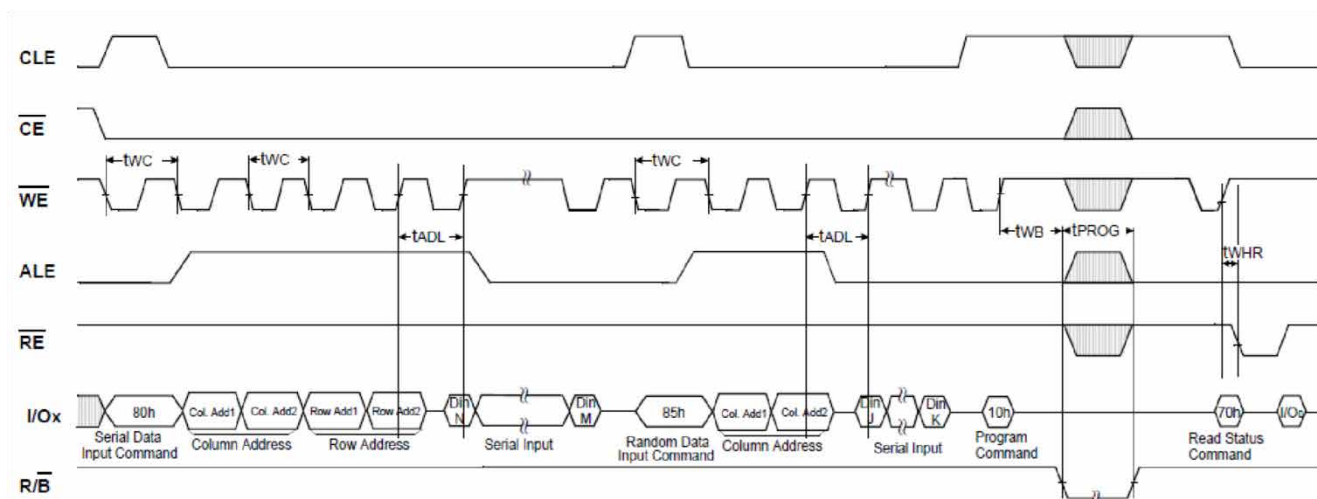 CLE
CE
tWC tWC tWC
WE
tADL tADL tWB tPROG
tWHR
ALE
RE
I/Ox 80h Col. Add1 Col. Add2 Row Add1 Row Add2 Din N Din M 85h Col. Add1 Col. Add2 Din J Din K 10h 70h I/Oo
Serial Data Input Command Column Address Row Address Serial Input Random Data Input Command Column Address Serial Input Program Command Read Status Command
R/B